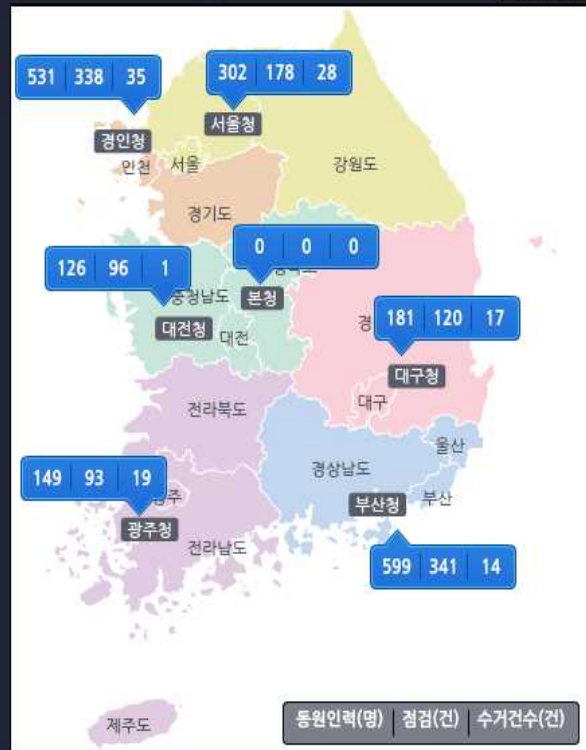 531 338 35
302 178 28
서울청
경인청
인천 서울 강원도
경기도
0 0 0
126 96 1
충청남도
본청
대전청
대전
181 120 17
대구청
대구
전라북도
울산
경상남도
149 93 19
부산청 부산
광주청
전라남도
599 341 14
제주도
동원인력(명) 점검(건) 수거건수(건)